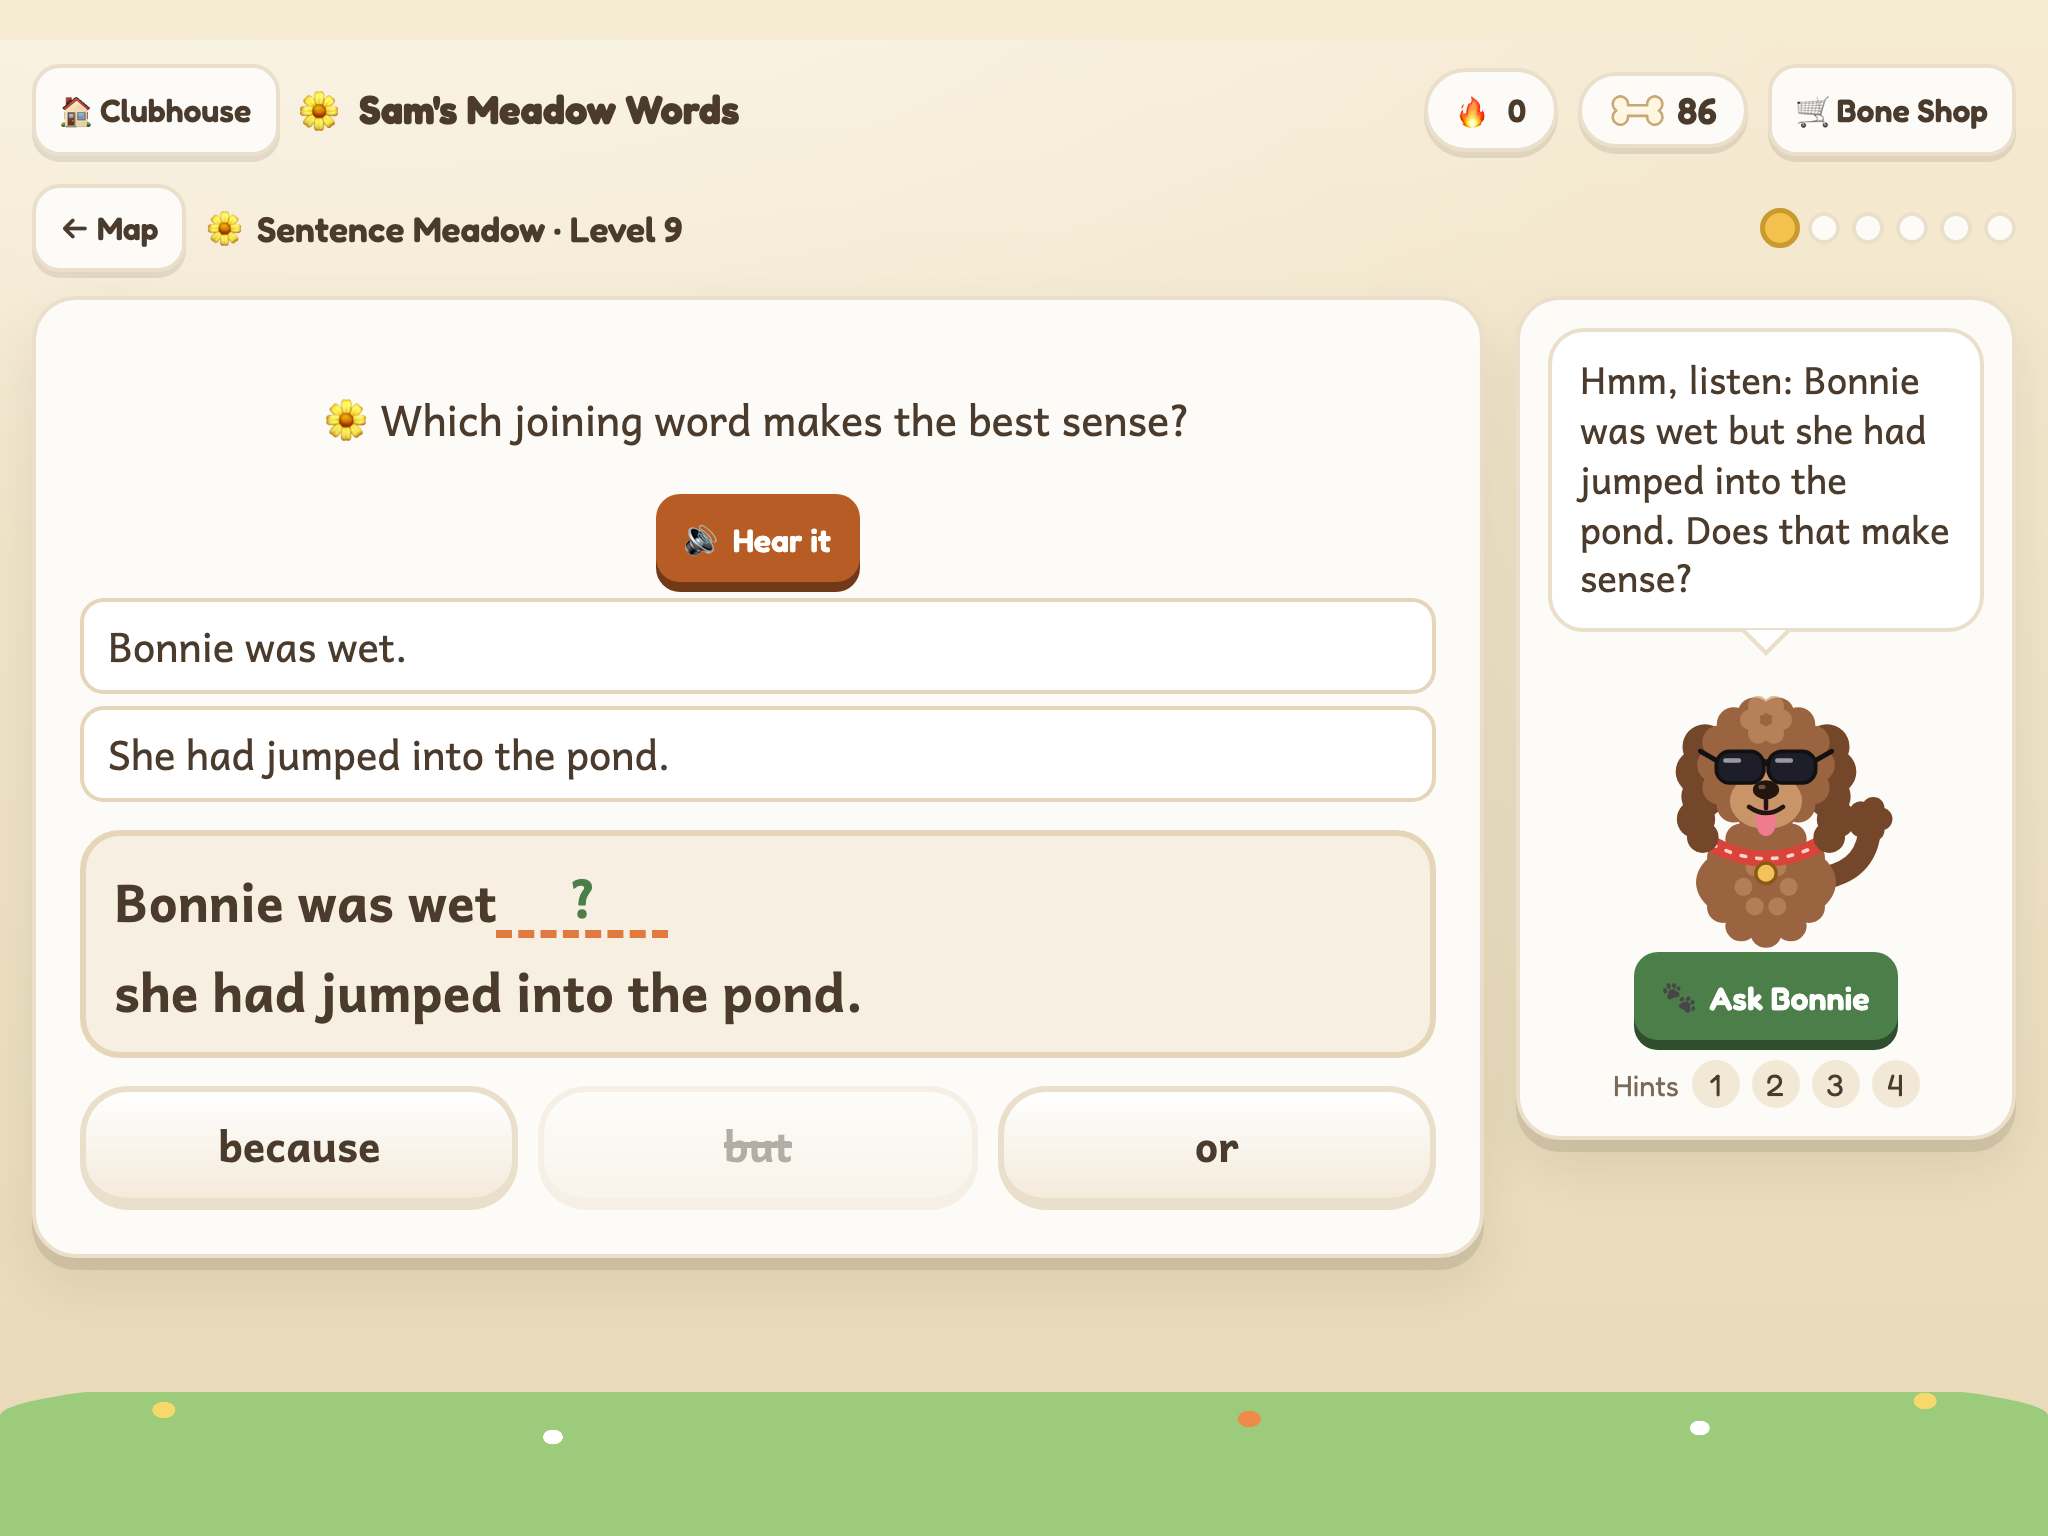 Clubhouse
Sam's Meadow Words
0
86
Bone Shop
← Map
Sentence Meadow · Level 9
Which joining word makes the best sense?
Hear it
Bonnie was wet.
She had jumped into the pond.
Bonnie was wet ?
she had jumped into the pond.
because
but
or
Hmm, listen: Bonnie
was wet but she had
jumped into the
pond. Does that make
sense?
Ask Bonnie
Hints 1 2 3 4